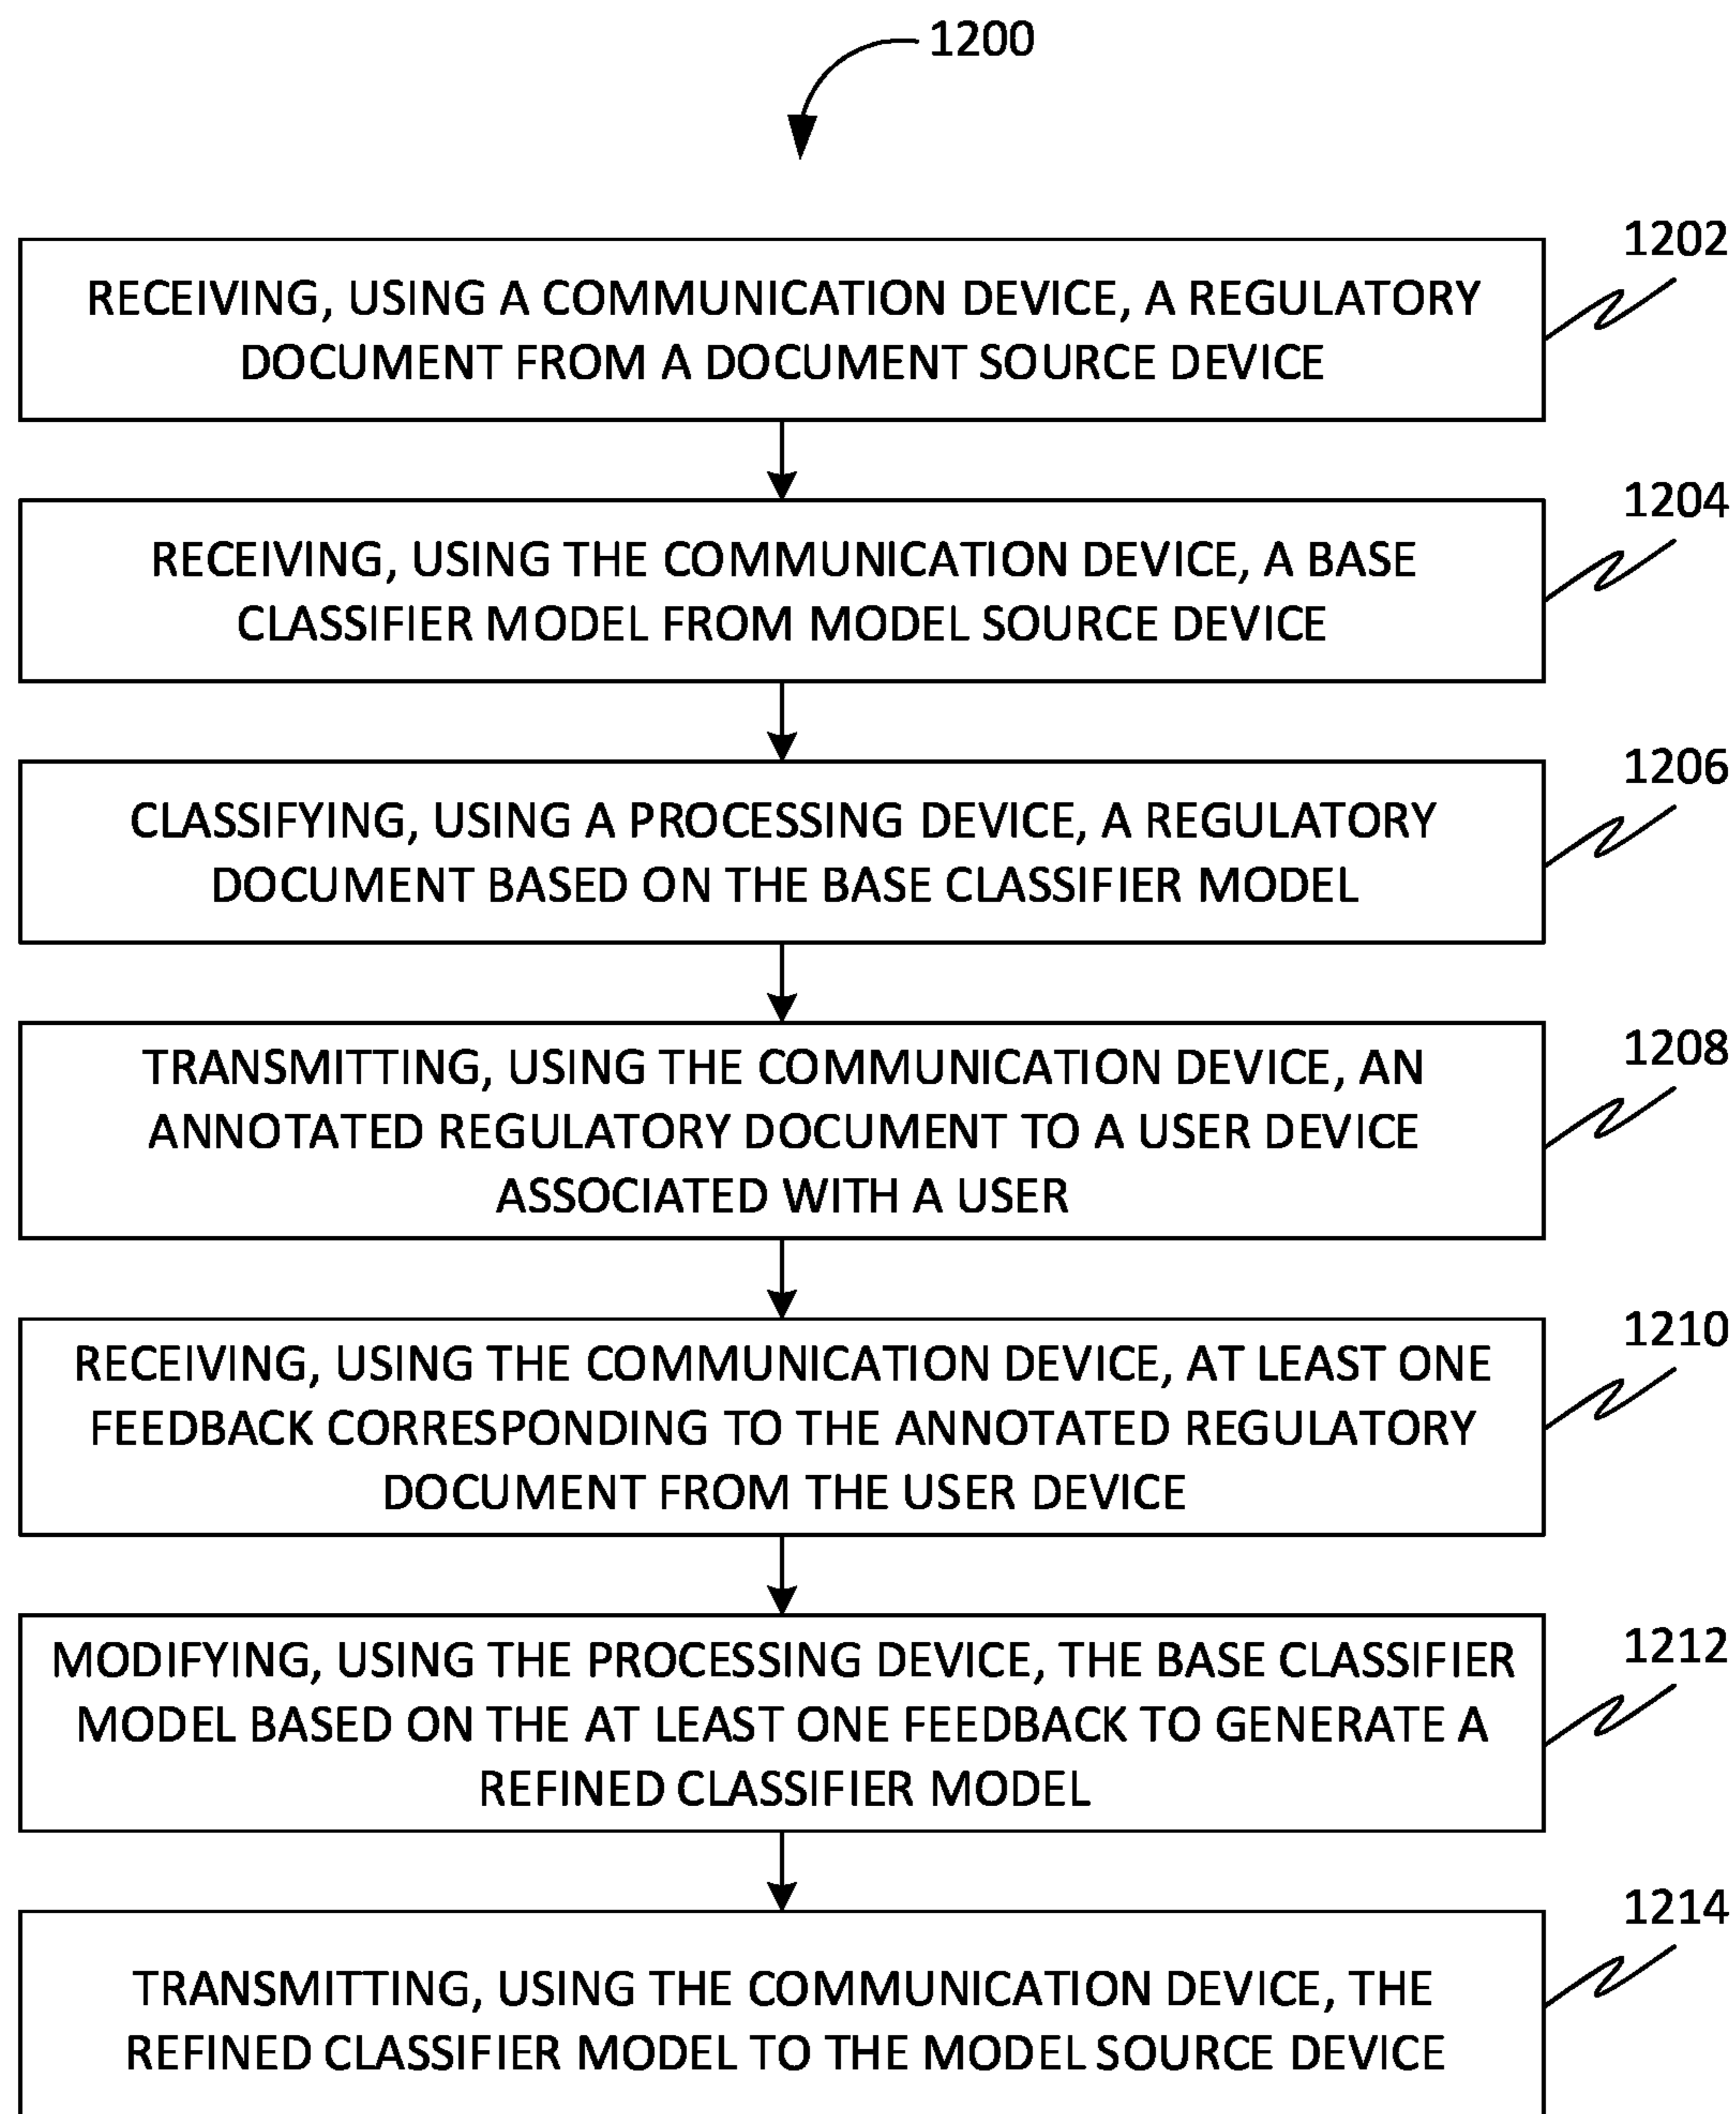 1200
1202
RECEIVING, USING A COMMUNICATION DEVICE, A REGULATORY
DOCUMENT FROM A DOCUMENT SOURCE DEVICE
1204
RECEIVING, USING THE COMMUNICATION DEVICE, A BASE
CLASSIFIER MODEL FROM MODEL SOURCE DEVICE
1206
CLASSIFYING, USING A PROCESSING DEVICE, A REGULATORY
DOCUMENT BASED ON THE BASE CLASSIFIER MODEL
1208
TRANSMITTING, USING THE COMMUNICATION DEVICE, AN
ANNOTATED REGULATORY DOCUMENT TO A USER DEVICE
ASSOCIATED WITH A USER
1210
RECEIVING, USING THE COMMUNICATION DEVICE, AT LEAST ONE
FEEDBACK CORRESPONDING TO THE ANNOTATED REGULATORY
DOCUMENT FROM THE USER DEVICE
1212
MODIFYING, USING THE PROCESSING DEVICE, THE BASE CLASSIFIER
MODEL BASED ON THE AT LEAST ONE FEEDBACK TO GENERATE A
REFINED CLASSIFIER MODEL
1214
TRANSMITTING, USING THE COMMUNICATION DEVICE, THE
REFINED CLASSIFIER MODEL TO THE MODEL SOURCE DEVICE